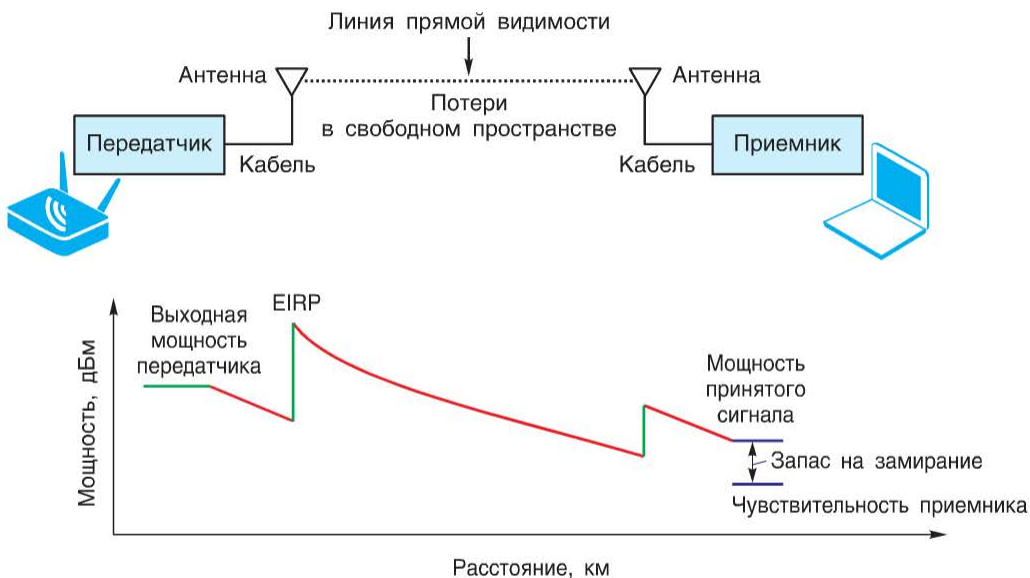 Линия прямой видимости
Антенна
Антенна
Потери
в свободном пространстве
Передатчик
Приемник
Кабель
Кабель
EIRP
Выходная
мощность
передатчика
Мощность
принятого
сигнала
Запас на замирание
Чувствительность приемника
Мощность, дБм
Расстояние, км